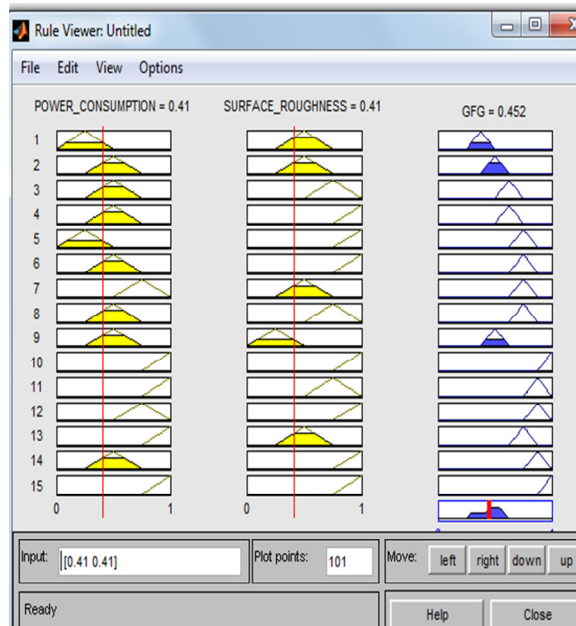 Rule Viewer: Untitled
File Edit View Options
POWER_CONSUMPTION = 0.41 SURFACE_ROUGHNESS = 0.41 GFG = 0.452
1
2
3
4
5
6
7
8
9
10
11
12
13
14
15
0 1 0 1
Input: [0.41 0.41] Plot points: 101 Move: left right down up
Ready Help Close